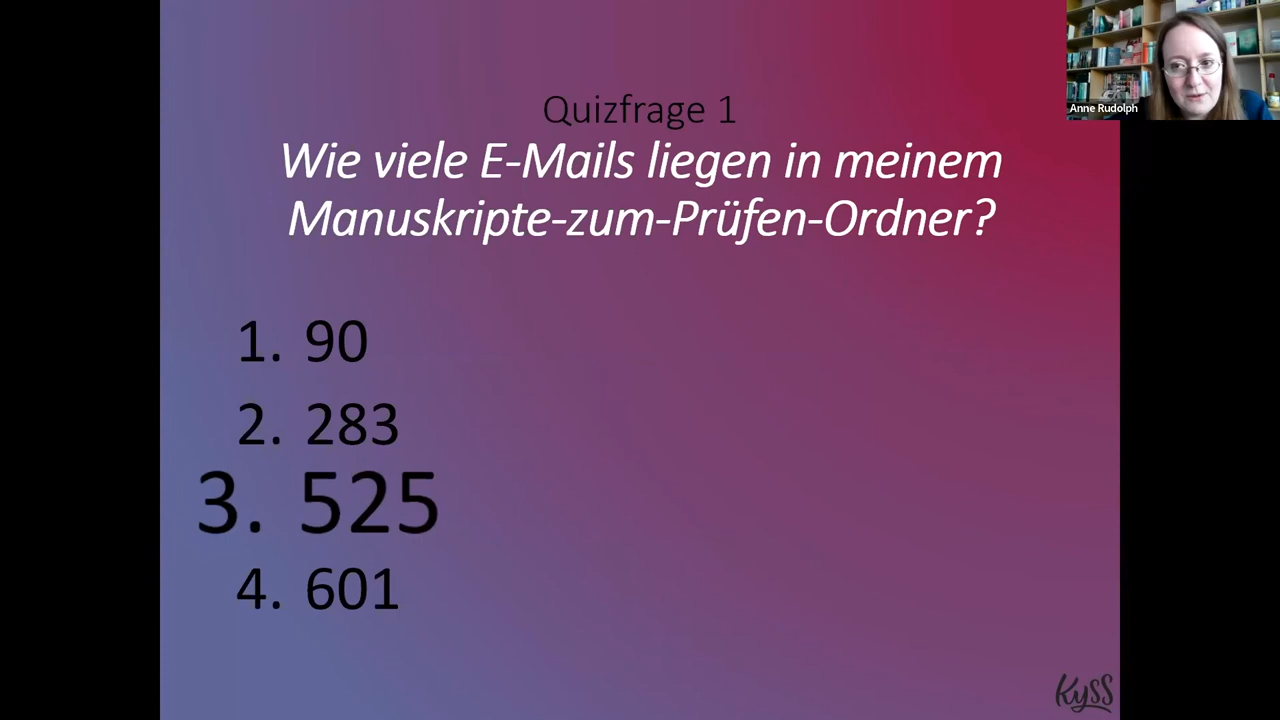 Anne Rudolph
Quizfrage 1
Wie viele E-Mails liegen in meinem
Manuskripte-zum-Prüfen-Ordner?
1. 90
2. 283
3. 525
4. 601
Kyss